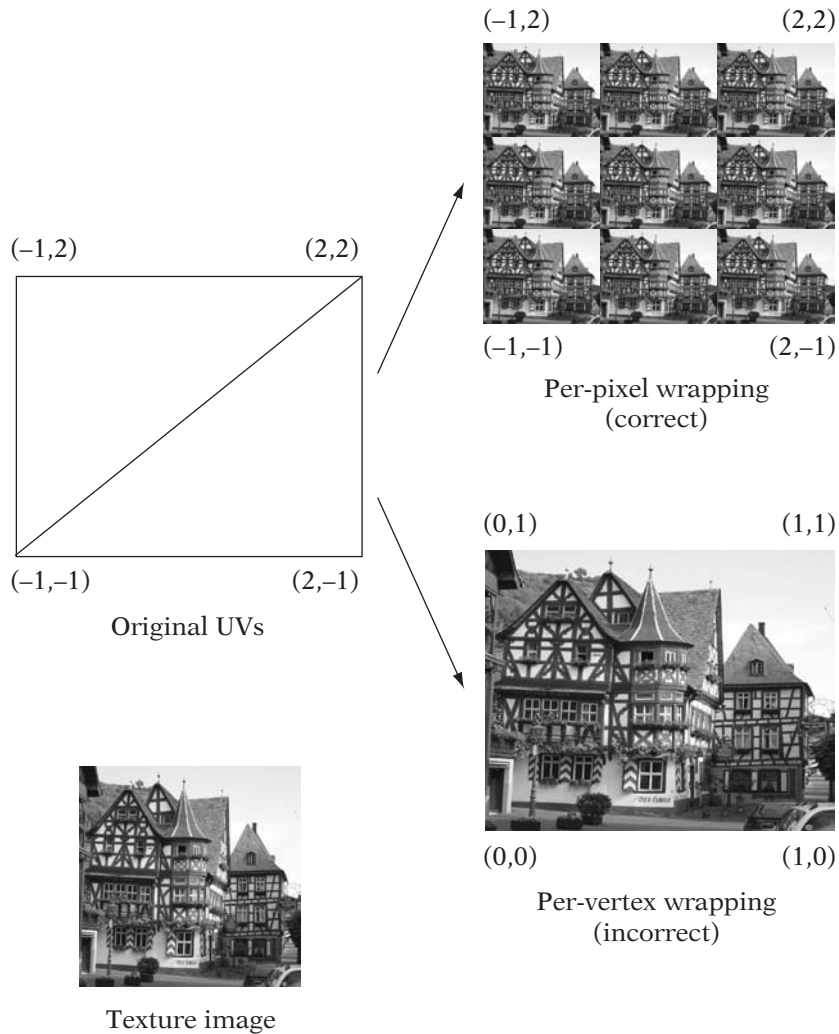 (–1,2) (2,2)
(–1,–1) (2,–1)
Per-pixel wrapping
(correct)
(–1,2) (2,2)
(–1,–1) (2,–1)
Original UVs
(0,1) (1,1)
(0,0) (1,0)
Per-vertex wrapping
(incorrect)
Texture image